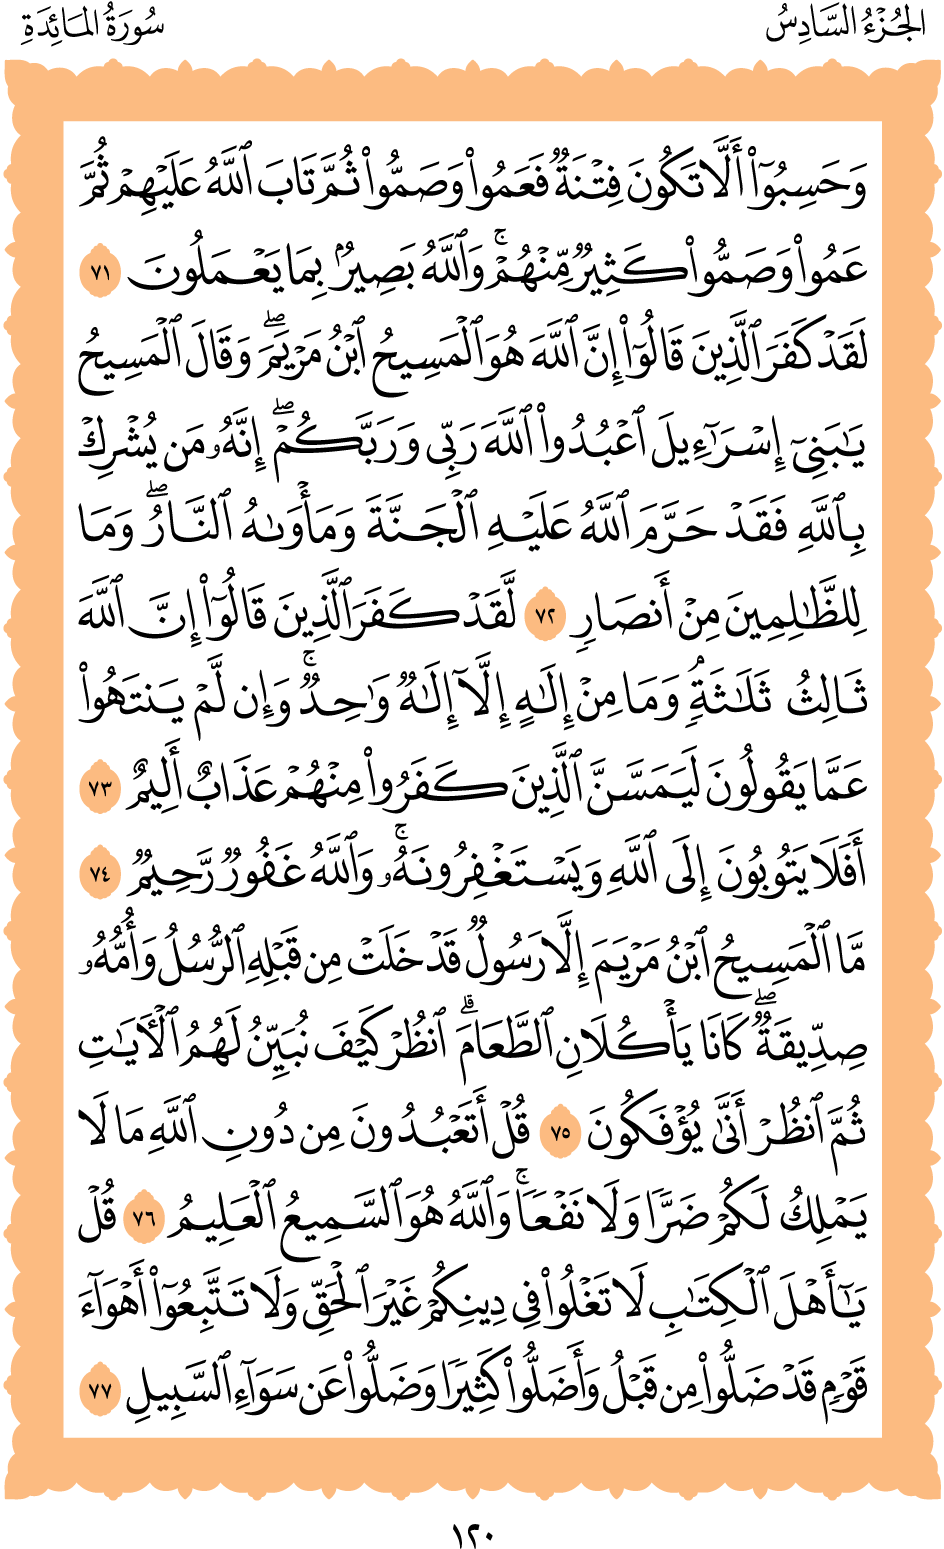 الجُزْءُ السَّادِسُ
سُورَةُ المَائِدَةِ
وَحَسِبُوٓاْ أَلَّا تَكُونَ فِتۡنَةٞ فَعَمُواْ وَصَمُّواْ ثُمَّ تَابَ ٱللَّهُ عَلَيۡهِمۡ ثُمَّ
عَمُواْ وَصَمُّواْ كَثِيرٞ مِّنۡهُمۡۚ وَٱللَّهُ بَصِيرُۢ بِمَا يَعۡمَلُونَ ٧١
لَقَدۡ كَفَرَ ٱلَّذِينَ قَالُوٓاْ إِنَّ ٱللَّهَ هُوَ ٱلۡمَسِيحُ ٱبۡنُ مَرۡيَمَۖ وَقَالَ ٱلۡمَسِيحُ
يَٰبَنِيٓ إِسۡرَٰٓءِيلَ ٱعۡبُدُواْ ٱللَّهَ رَبِّي وَرَبَّكُمۡۖ إِنَّهُۥ مَن يُشۡرِكۡ
بِٱللَّهِ فَقَدۡ حَرَّمَ ٱللَّهُ عَلَيۡهِ ٱلۡجَنَّةَ وَمَأۡوَىٰهُ ٱلنَّارُۖ وَمَا
لِلظَّٰلِمِينَ مِنۡ أَنصَارٖ ٧٢ لَّقَدۡ كَفَرَ ٱلَّذِينَ قَالُوٓاْ إِنَّ ٱللَّهَ
ثَالِثُ ثَلَٰثَةٖۘ وَمَا مِنۡ إِلَٰهٍ إِلَّآ إِلَٰهٞ وَٰحِدٞۚ وَإِن لَّمۡ يَنتَهُواْ
عَمَّا يَقُولُونَ لَيَمَسَّنَّ ٱلَّذِينَ كَفَرُواْ مِنۡهُمۡ عَذَابٌ أَلِيمٌ ٧٣
أَفَلَا يَتُوبُونَ إِلَى ٱللَّهِ وَيَسۡتَغۡفِرُونَهُۥۚ وَٱللَّهُ غَفُورٞ رَّحِيمٞ ٧٤
مَّا ٱلۡمَسِيحُ ٱبۡنُ مَرۡيَمَ إِلَّا رَسُولٞ قَدۡ خَلَتۡ مِن قَبۡلِهِ ٱلرُّسُلُ وَأُمُّهُۥ
صِدِّيقَةٞۖ كَانَا يَأۡكُلَانِ ٱلطَّعَامَۗ ٱنظُرۡ كَيۡفَ نُبَيِّنُ لَهُمُ ٱلۡأٓيَٰتِ
ثُمَّ ٱنظُرۡ أَنَّىٰ يُؤۡفَكُونَ ٧٥ قُلۡ أَتَعۡبُدُونَ مِن دُونِ ٱللَّهِ مَا لَا
يَمۡلِكُ لَكُمۡ ضَرّٗا وَلَا نَفۡعٗاۚ وَٱللَّهُ هُوَ ٱلسَّمِيعُ ٱلۡعَلِيمُ ٧٦ قُلۡ
يَٰٓأَهۡلَ ٱلۡكِتَٰبِ لَا تَغۡلُواْ فِي دِينِكُمۡ غَيۡرَ ٱلۡحَقِّ وَلَا تَتَّبِعُوٓاْ أَهۡوَآءَ
قَوۡمٖ قَدۡ ضَلُّواْ مِن قَبۡلُ وَأَضَلُّواْ كَثِيرٗا وَضَلُّواْ عَن سَوَآءِ ٱلسَّبِيلِ ٧٧
١٢٠